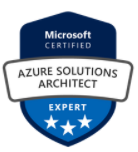 Microsoft
CERTIFIED
AZURE SOLUTIONS
ARCHITECT
EXPERT